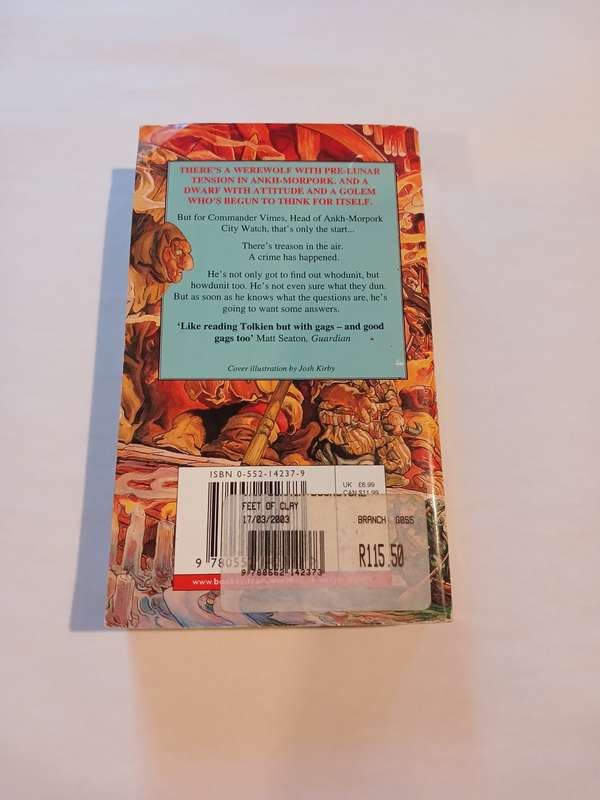 THERE'S A WEREWOLF WITH PRE-LUNAR
TENSION IN ANKH-MORPORK. AND A
DWARF WITH ATTITUDE AND A GOLEM
WHO'S BEGUN TO THINK FOR ITSELF.
But for Commander Vimes, Head of Ankh-Morpork
City Watch, that's only the start...
There's treason in the air.
A crime has happened.
He's not only got to find out whodunit, but
howdunit too. He's not even sure what they dun.
But as soon as he knows what the questions are, he's
going to want some answers.
'Like reading Tolkien but with gags – and good
gags too' Matt Seaton, Guardian
Cover illustration by Josh Kirby
ISBN 0-552-14237-9
UK £6.99
CAN $11.99
FEET OF CLAY
17/03/2003 BRANCH G055
R115.50
9 780552 142373